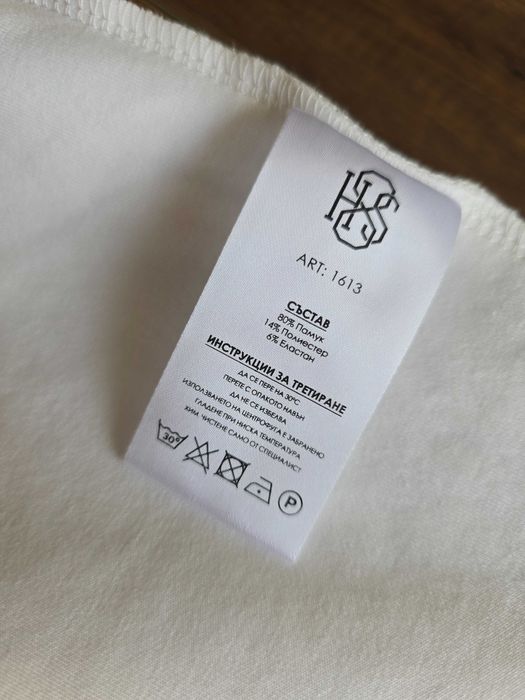 HIS
ART: 1613
СЪСТАВ
80% Памук
14% Полиестер
6% Еластан
ИНСТРУКЦИИ ЗА ТРЕТИРАНЕ
ДА СЕ ПЕРЕ НА 30°C
ПЕРЕТЕ С ОПАКОТО НАВЪН
ДА НЕ СЕ ИЗБЕЛВА
ИЗПОЛЗВАНЕТО НА ЦЕНТРОФУГА Е ЗАБРАНЕНО
ГЛАДЕНЕ ПРИ НИСКА ТЕМПЕРАТУРА
ХИМ. ЧИСТЕНЕ САМО ОТ СПЕЦИАЛИСТ
30° P